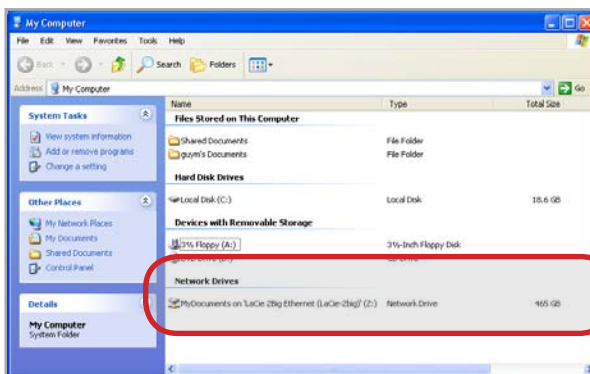 My Computer
File Edit View Favorites Tools Help
Back Search Folders
Address My Computer Go
System Tasks
View system information
Add or remove programs
Change a setting
Other Places
My Network Places
My Documents
Shared Documents
Control Panel
Details
My Computer
System Folder
Name Type Total Size
Files Stored on This Computer
Shared Documents File Folder
guym's Documents File Folder
Hard Disk Drives
Local Disk (C:) Local Disk 18.6 GB
Devices with Removable Storage
3½ Floppy (A:) 3½-Inch Floppy Disk
Network Drives
MyDocuments on 'LaCie 2Big Ethernet (LaCie-2big)' (Z:) Network Drive 465 GB